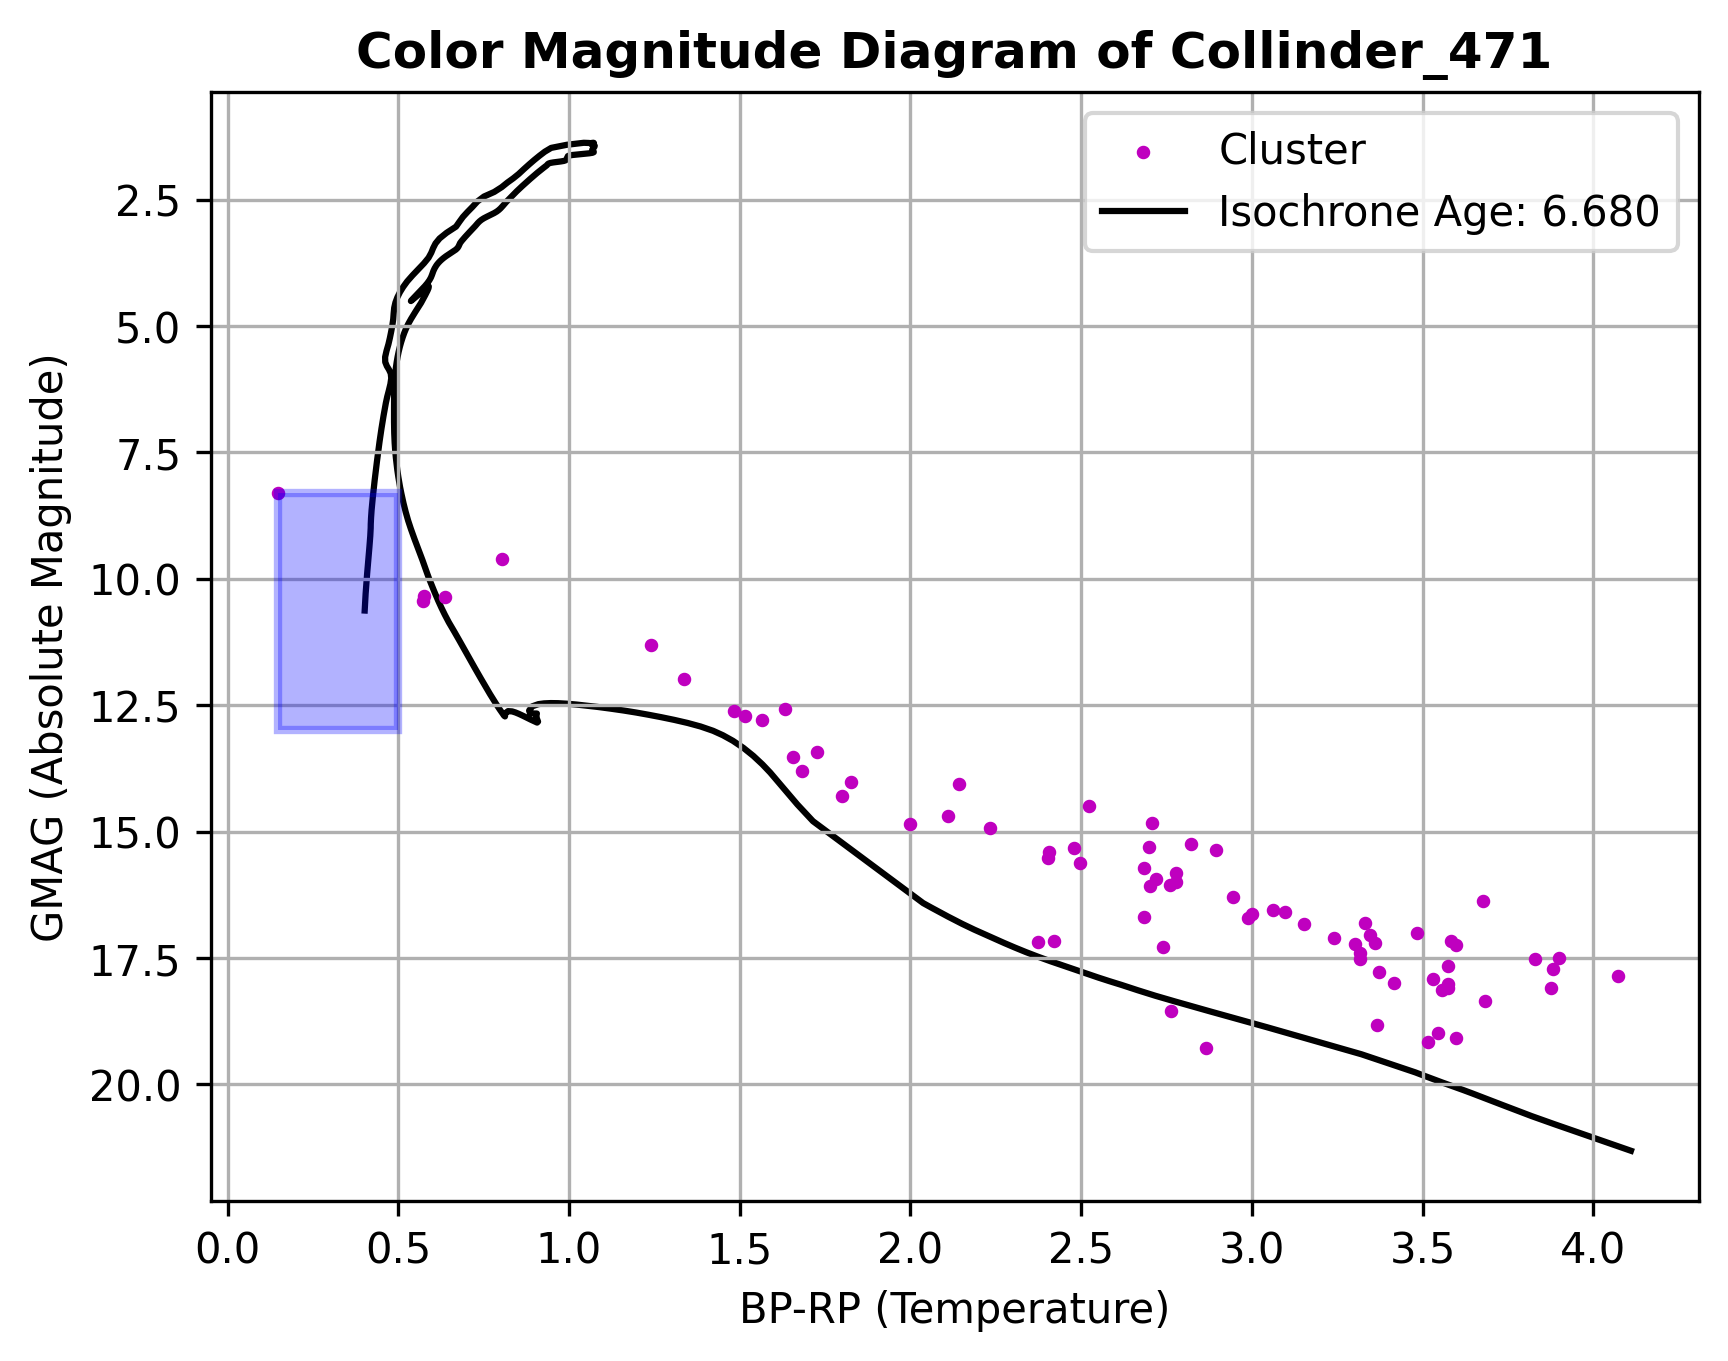 Color Magnitude Diagram of Collinder_471
Cluster
Isochrone Age: 6.680
GMAG (Absolute Magnitude)
2.5
5.0
7.5
10.0
12.5
15.0
17.5
20.0
0.0 0.5 1.0 1.5 2.0 2.5 3.0 3.5 4.0
BP-RP (Temperature)